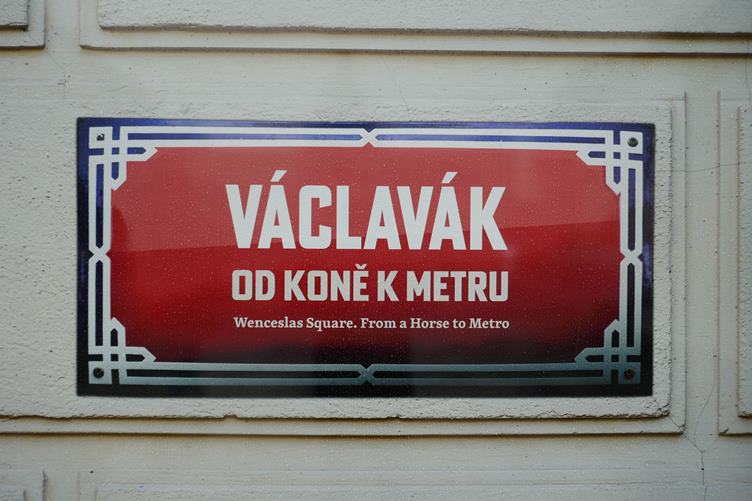 VÁCLAVÁK
OD KONĚ K METRU
Wenceslas Square. From a Horse to Metro